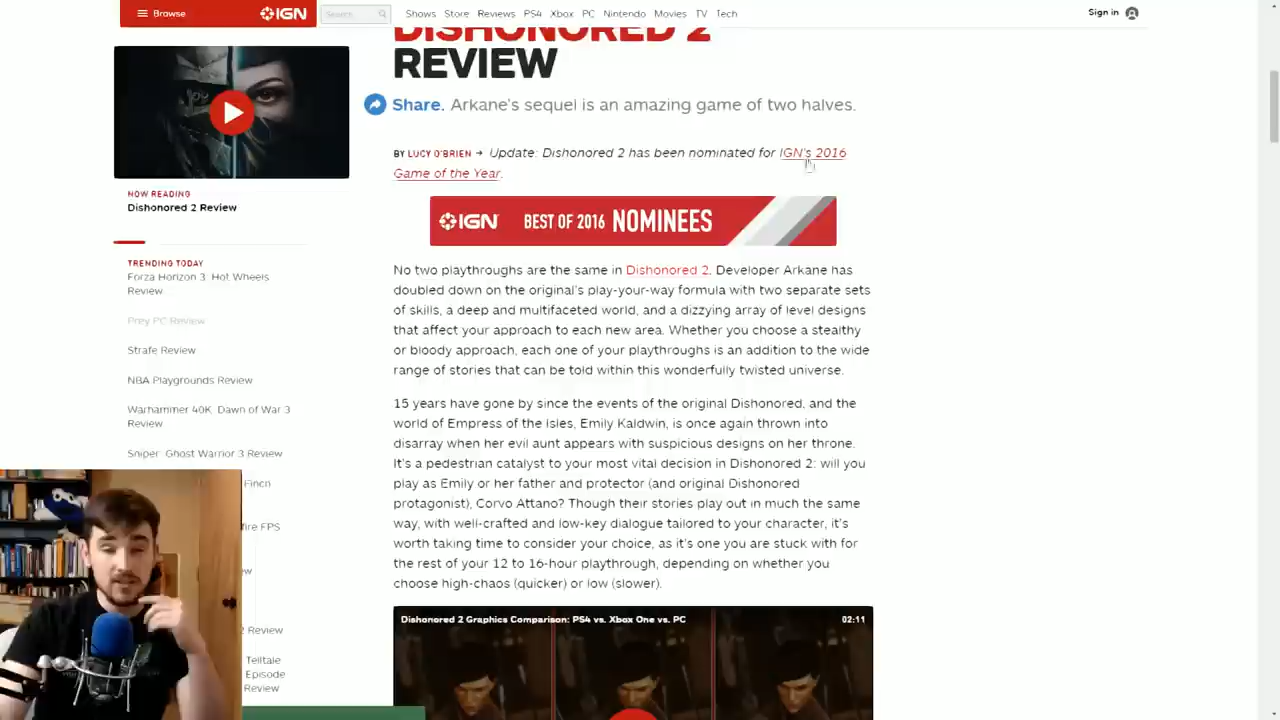 Browse
IGN
Search
Shows Store Reviews PS4 Xbox PC Nintendo Movies TV Tech
Sign in
DISHONORED 2
REVIEW
Share. Arkane's sequel is an amazing game of two halves.
BY LUCY O'BRIEN → Update: Dishonored 2 has been nominated for IGN's 2016
Game of the Year.
IGN BEST OF 2016 NOMINEES
NOW READING
Dishonored 2 Review
TRENDING TODAY
Forza Horizon 3: Hot Wheels
Review
Prey PC Review
Strafe Review
NBA Playgrounds Review
Warhammer 40K: Dawn of War 3
Review
Sniper: Ghost Warrior 3 Review
Finch
fire FPS
ew
2 Review
Telltale
Episode
Review
No two playthroughs are the same in Dishonored 2. Developer Arkane has
doubled down on the original's play-your-way formula with two separate sets
of skills, a deep and multifaceted world, and a dizzying array of level designs
that affect your approach to each new area. Whether you choose a stealthy
or bloody approach, each one of your playthroughs is an addition to the wide
range of stories that can be told within this wonderfully twisted universe.
15 years have gone by since the events of the original Dishonored, and the
world of Empress of the Isles, Emily Kaldwin, is once again thrown into
disarray when her evil aunt appears with suspicious designs on her throne.
It's a pedestrian catalyst to your most vital decision in Dishonored 2: will you
play as Emily or her father and protector (and original Dishonored
protagonist), Corvo Attano? Though their stories play out in much the same
way, with well-crafted and low-key dialogue tailored to your character, it's
worth taking time to consider your choice, as it's one you are stuck with for
the rest of your 12 to 16-hour playthrough, depending on whether you
choose high-chaos (quicker) or low (slower).
Dishonored 2 Graphics Comparison: PS4 vs. Xbox One vs. PC
02:11